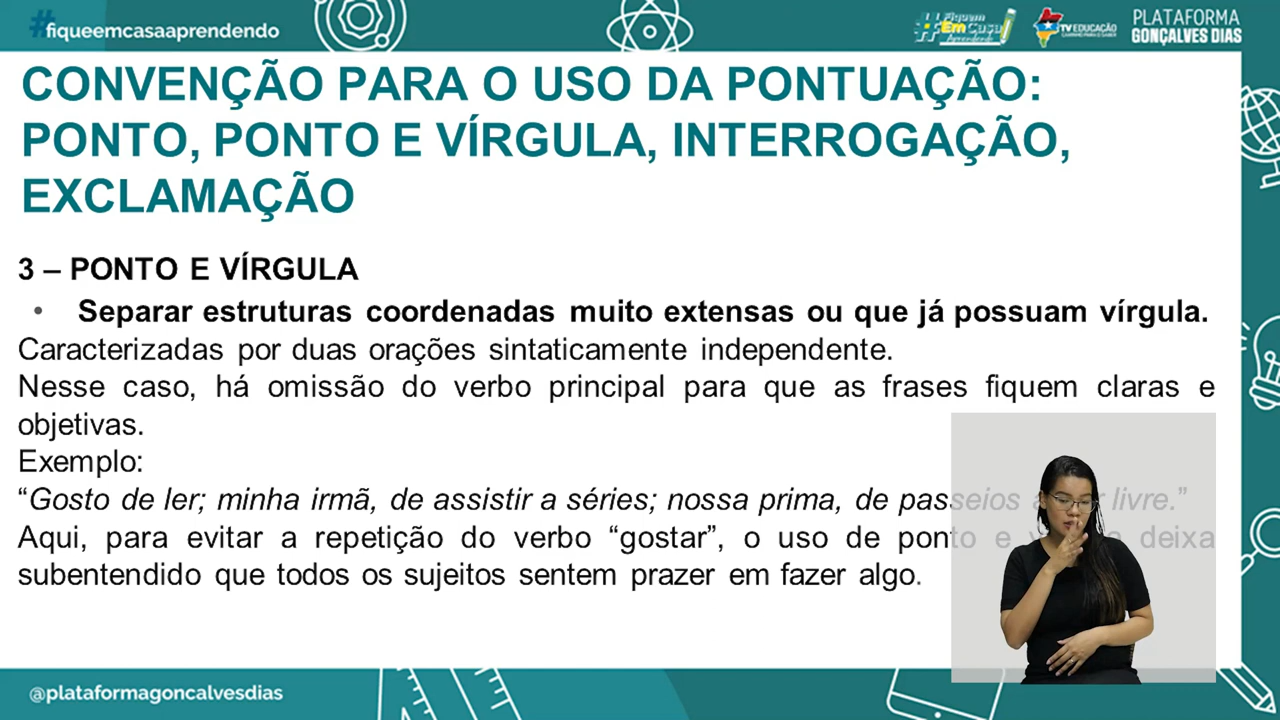 #fiqueemcasaaprendendo
#Fiquem
Em Casa
Aprendendo
TV EDUCAÇÃO
PLATAFORMA
GONÇALVES DIAS
CONVENÇÃO PARA O USO DA PONTUAÇÃO:
PONTO, PONTO E VÍRGULA, INTERROGAÇÃO,
EXCLAMAÇÃO
3 – PONTO E VÍRGULA
• Separar estruturas coordenadas muito extensas ou que já possuam vírgula.
Caracterizadas por duas orações sintaticamente independente.
Nesse caso, há omissão do verbo principal para que as frases fiquem claras e
objetivas.
Exemplo:
“Gosto de ler; minha irmã, de assistir a séries; nossa prima, de passeios livre.”
Aqui, para evitar a repetição do verbo “gostar”, o uso de ponto e deixa
subentendido que todos os sujeitos sentem prazer em fazer algo.
@plataformagoncalvesdias